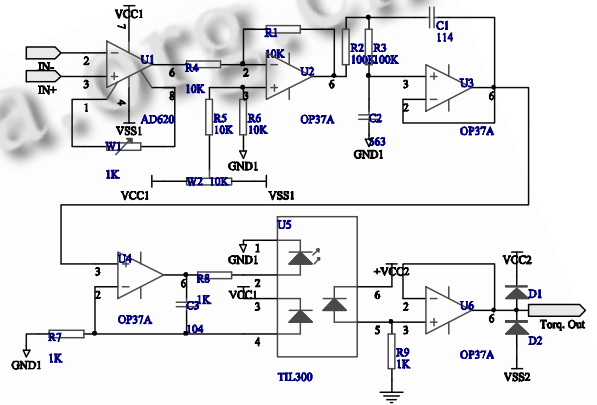 VCC1
7
IN-
2
U1
IN+
3
6
R4
10K
1
4
8
AD620
VSS1
W1
1K
R1
10K
2
U2
3
6
OP37A
R5
10K
R6
10K
GND1
VCC1
W2 10K
VSS1
R2
100K
R3
100K
C1
114
C2
563
GND1
3
U3
2
6
OP37A
3
U4
2
6
OP37A
R7
1K
GND1
R8
1K
C3
104
U5
GND1
1
2
VCC1
3
4
TIL300
+VCC2
6
5
R9
1K
2
U6
3
6
OP37A
VCC2
D1
Torq. Out
D2
VSS2